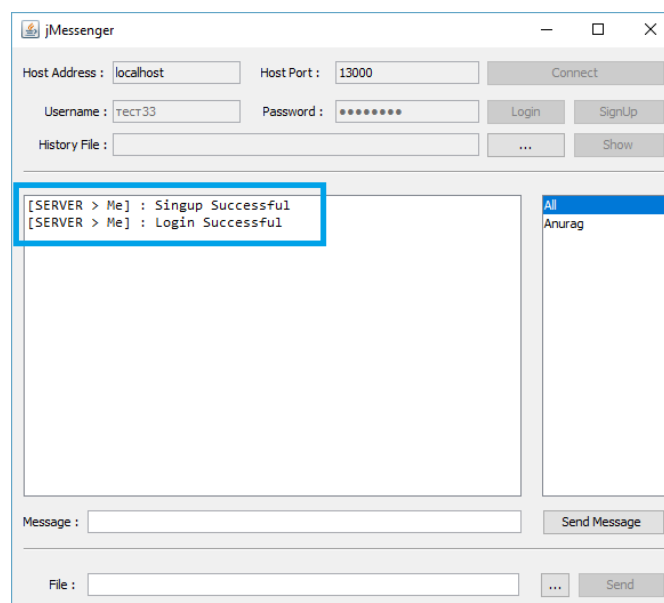 jMessenger
Host Address : localhost Host Port : 13000 Connect
Username : тест33 Password : ●●●●●●●● Login SignUp
History File : ... Show
[SERVER > Me] : Singup Successful All
[SERVER > Me] : Login Successful Anurag
Message : Send Message
File : ... Send